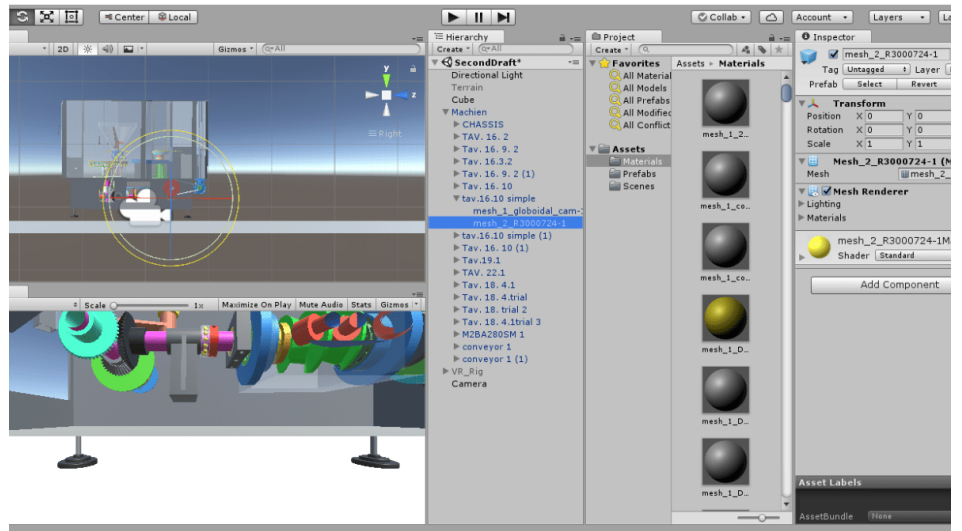 Center Local Collab Account Layers La
Hierarchy Project Inspector
2D Gizmos All
Create All
Create
SecondDraft*
Directional Light
Terrain
Cube
Machien
CHASSIS
TAV. 16. 2
Tav. 16. 9. 2
Tav. 16.3.2
Tav. 16. 9. 2 (1)
Tav. 16. 10
tav.16.10 simple
mesh_1_globoidal_cam-
mesh_2_R3000724-1
tav.16.10 simple (1)
Tav. 16. 10 (1)
Tav.19.1
TAV. 22.1
Tav. 18. 4.1
Tav. 18. 4.trial
Tav. 18. trial 2
Tav. 18. 4.1trial 3
M2BA280SM 1
conveyor 1
conveyor 1 (1)
VR_Rig
Camera
y
z
Right
Scale 1x Maximize On Play Mute Audio Stats Gizmos
Favorites
All Material
All Models
All Prefabs
All Modified
All Conflict
Assets
Materials
Prefabs
Scenes
Assets Materials
mesh_1_2...
mesh_1_co...
mesh_1_co...
mesh_1_D...
mesh_1_D...
mesh_1_D...
mesh_2_R3000724-1
Tag Untagged Layer
Prefab Select Revert
Transform
Position X 0 Y 0
Rotation X 0 Y 0
Scale X 1 Y 1
Mesh_2_R3000724-1 (M
Mesh mesh_2_
Mesh Renderer
Lighting
Materials
mesh_2_R3000724-1Ma
Shader Standard
Add Component
Asset Labels
AssetBundle None